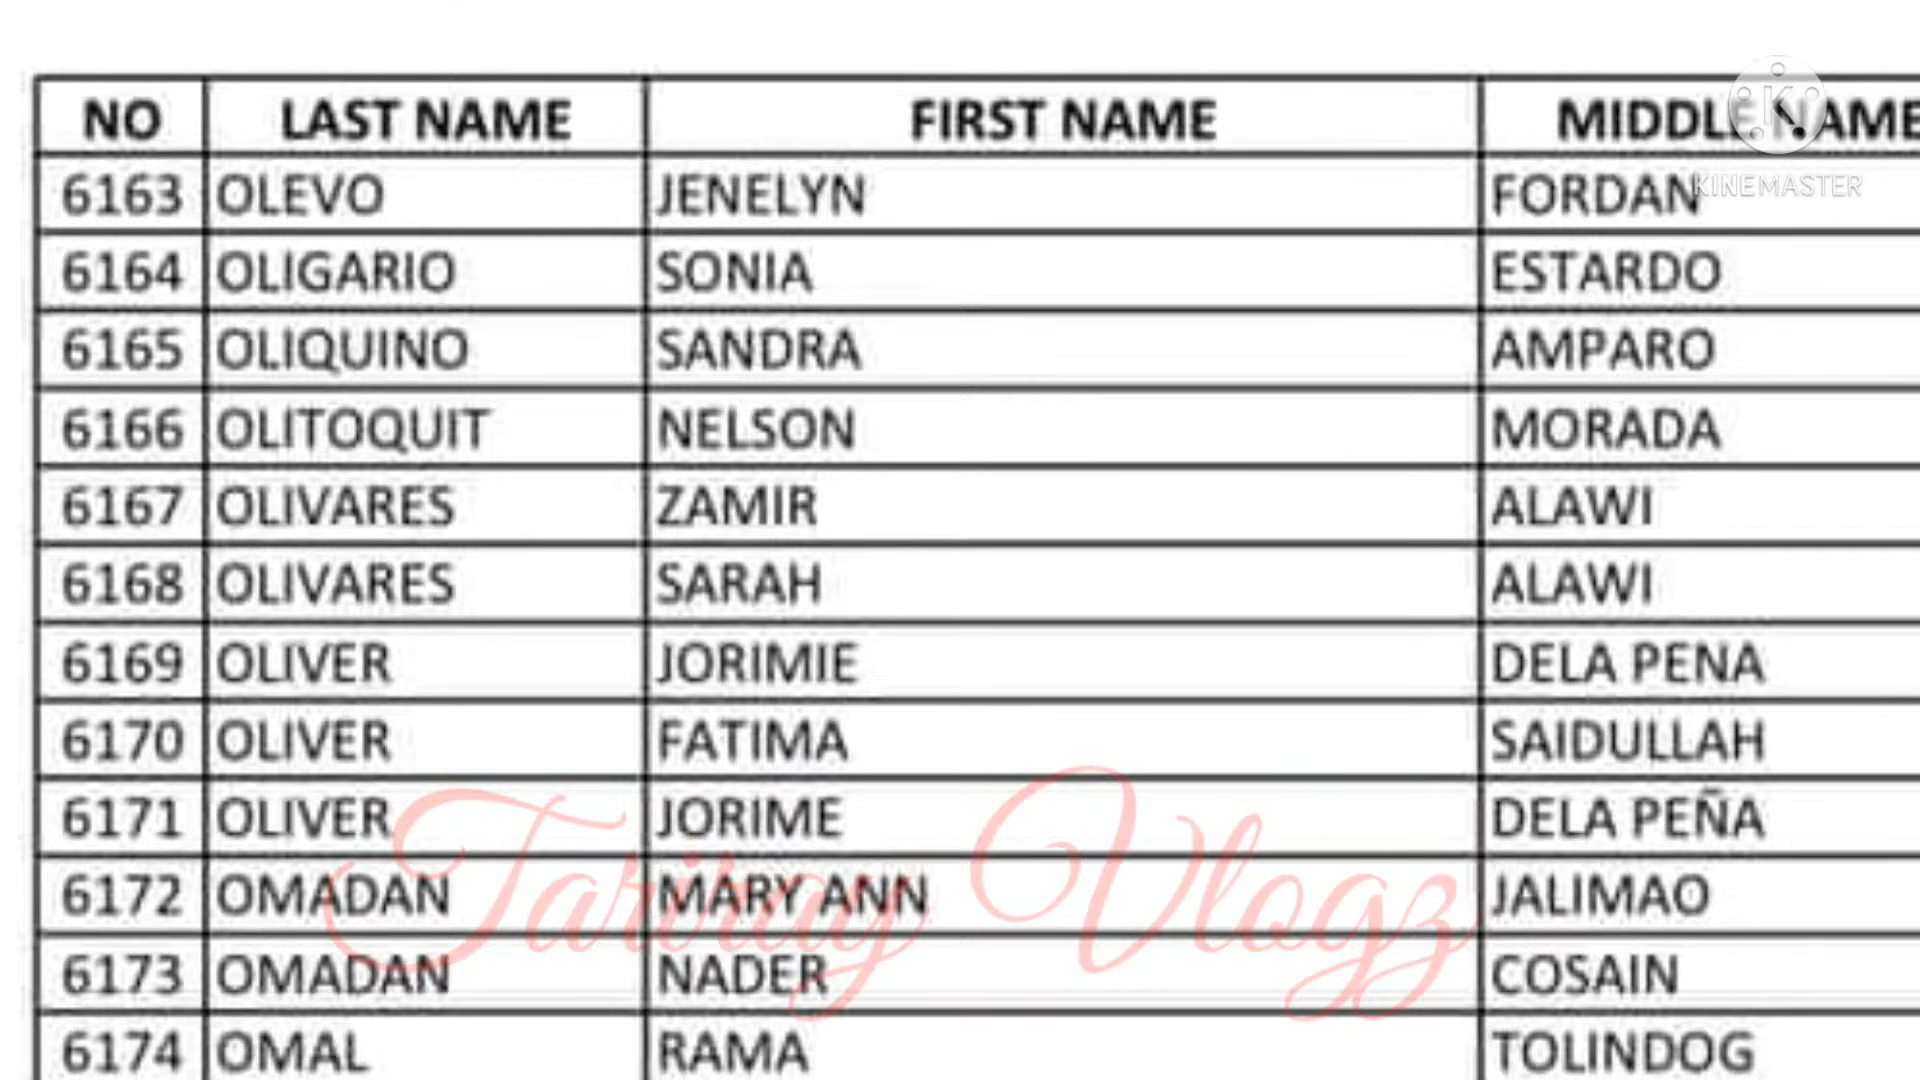 NO LAST NAME FIRST NAME MIDDLE NAME
6163 OLEVO JENELYN FORDAN
KINEMASTER
6164 OLIGARIO SONIA ESTARDO
6165 OLIQUINO SANDRA AMPARO
6166 OLITOQUIT NELSON MORADA
6167 OLIVARES ZAMIR ALAWI
6168 OLIVARES SARAH ALAWI
6169 OLIVER JORIMIE DELA PENA
6170 OLIVER FATIMA SAIDULLAH
6171 OLIVER JORIME DELA PEÑA
6172 OMADAN MARY ANN JALIMAO
Tariray Vlogz
6173 OMADAN NADER COSAIN
6174 OMAL RAMA TOLINDOG